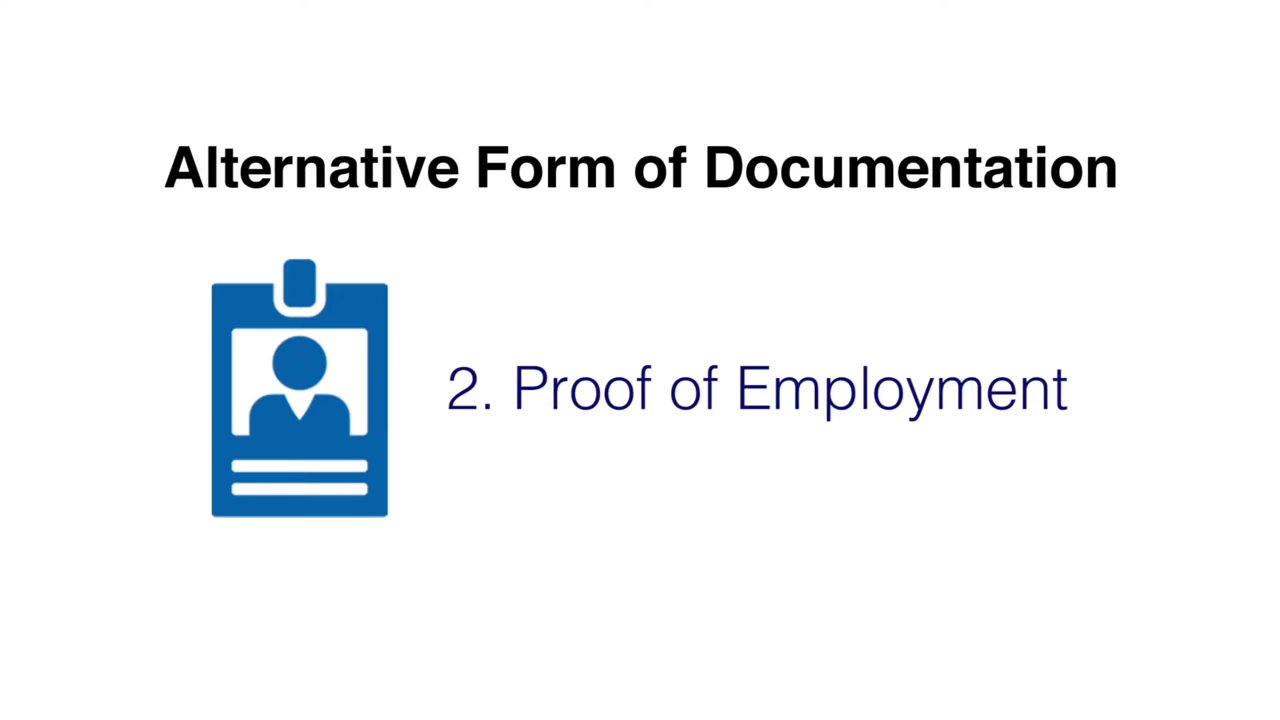 Alternative Form of Documentation
2. Proof of Employment